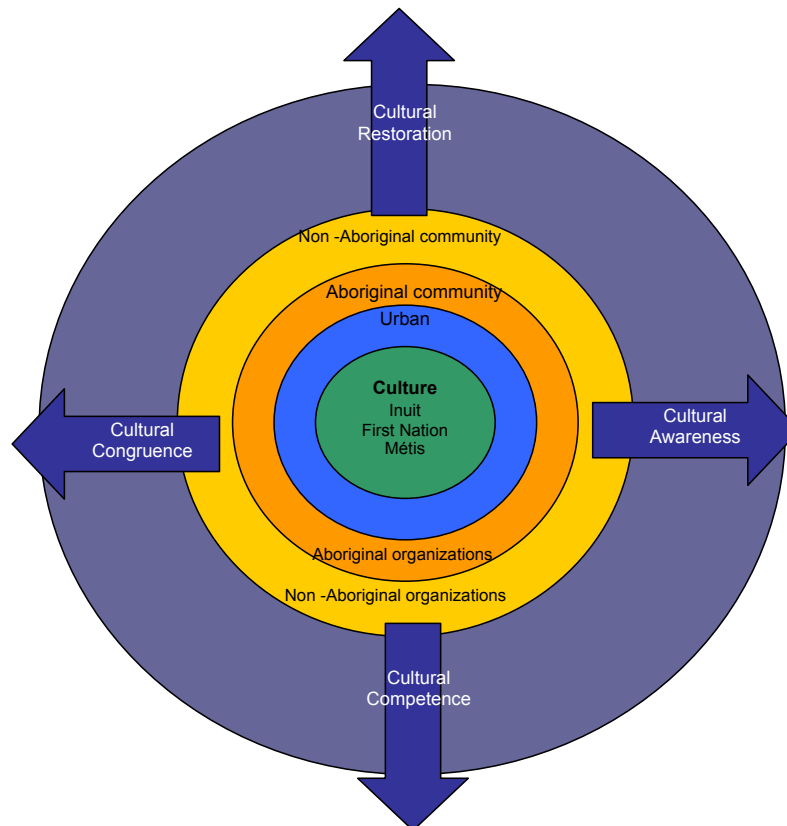 Cultural
Restoration
Non -Aboriginal community
Aboriginal community
Urban
Culture
Inuit
First Nation
Métis
Cultural
Congruence
Cultural
Awareness
Aboriginal organizations
Non -Aboriginal organizations
Cultural
Competence